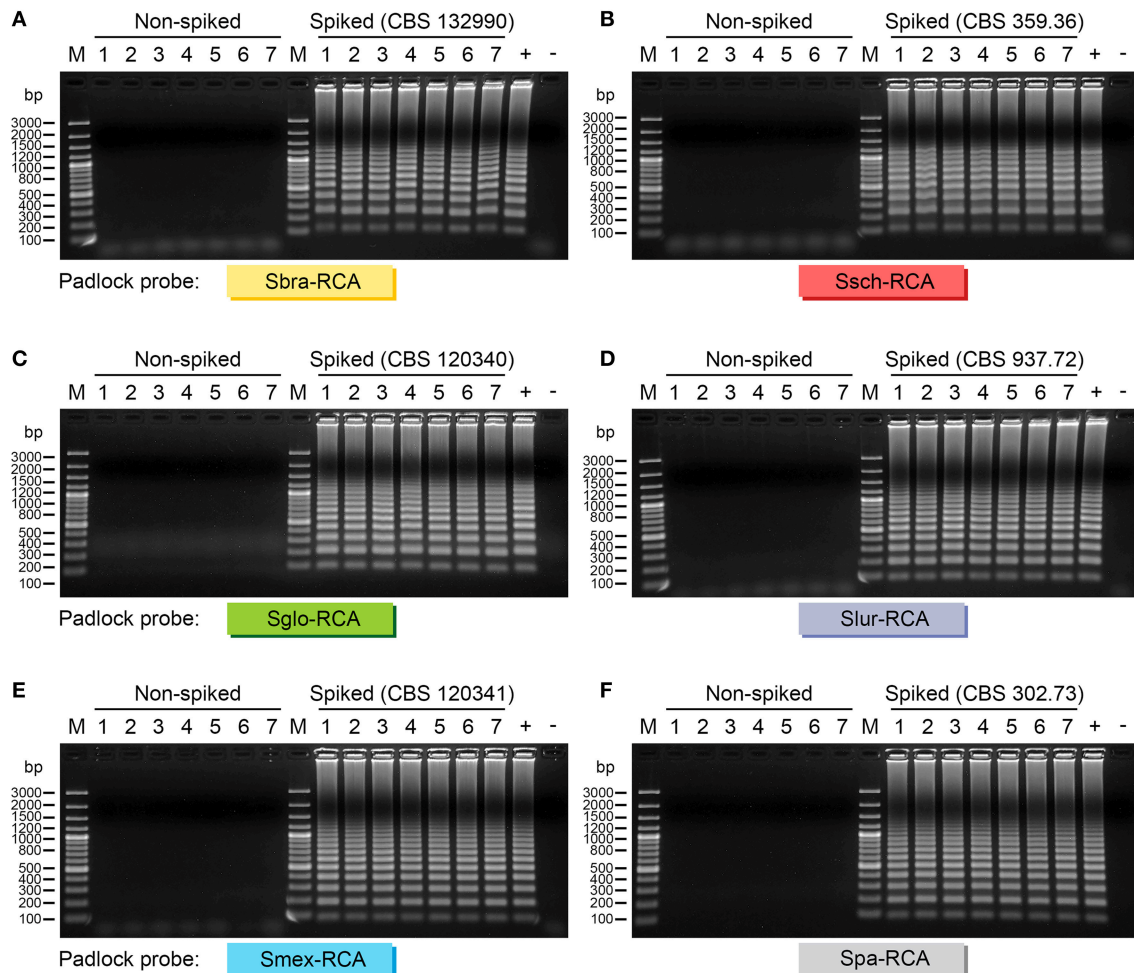 A
Non-spiked Spiked (CBS 132990)
M 1 2 3 4 5 6 7 M 1 2 3 4 5 6 7 + -
bp
3000
2000
1500
1200
1000
800
500
400
300
200
100
Padlock probe: Sbra-RCA
B
Non-spiked Spiked (CBS 359.36)
M 1 2 3 4 5 6 7 M 1 2 3 4 5 6 7 + -
bp
3000
2000
1500
1200
1000
800
500
400
300
200
100
Ssch-RCA
C
Non-spiked Spiked (CBS 120340)
M 1 2 3 4 5 6 7 M 1 2 3 4 5 6 7 + -
bp
3000
2000
1500
1200
1000
800
500
400
300
200
100
Padlock probe: Sglo-RCA
D
Non-spiked Spiked (CBS 937.72)
M 1 2 3 4 5 6 7 M 1 2 3 4 5 6 7 + -
bp
3000
2000
1500
1200
1000
800
500
400
300
200
100
Slur-RCA
E
Non-spiked Spiked (CBS 120341)
M 1 2 3 4 5 6 7 M 1 2 3 4 5 6 7 + -
bp
3000
2000
1500
1200
1000
800
500
400
300
200
100
Padlock probe: Smex-RCA
F
Non-spiked Spiked (CBS 302.73)
M 1 2 3 4 5 6 7 M 1 2 3 4 5 6 7 + -
bp
3000
2000
1500
1200
1000
800
500
400
300
200
100
Spa-RCA